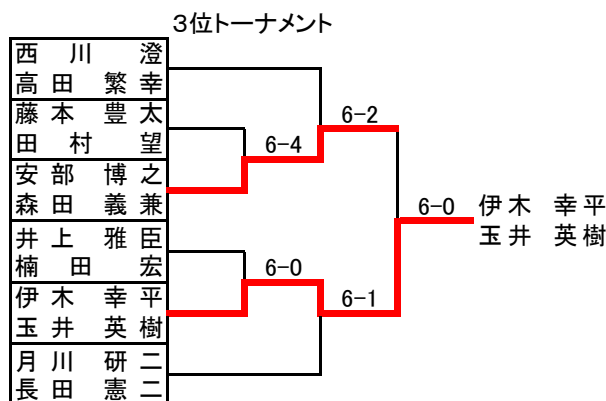 3位トーナメント
西川 澄
高田 繁幸
藤本 豊太
田村 望
安部 博之
森田 義兼
井上 雅臣
楠田 宏
伊木 幸平
玉井 英樹
月川 研二
長田 憲二
6-4
6-0
6-2
6-1
6-0
伊木 幸平
玉井 英樹